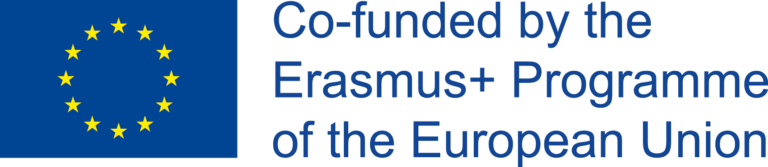 Co-funded by the
Erasmus+ Programme
of the European Union